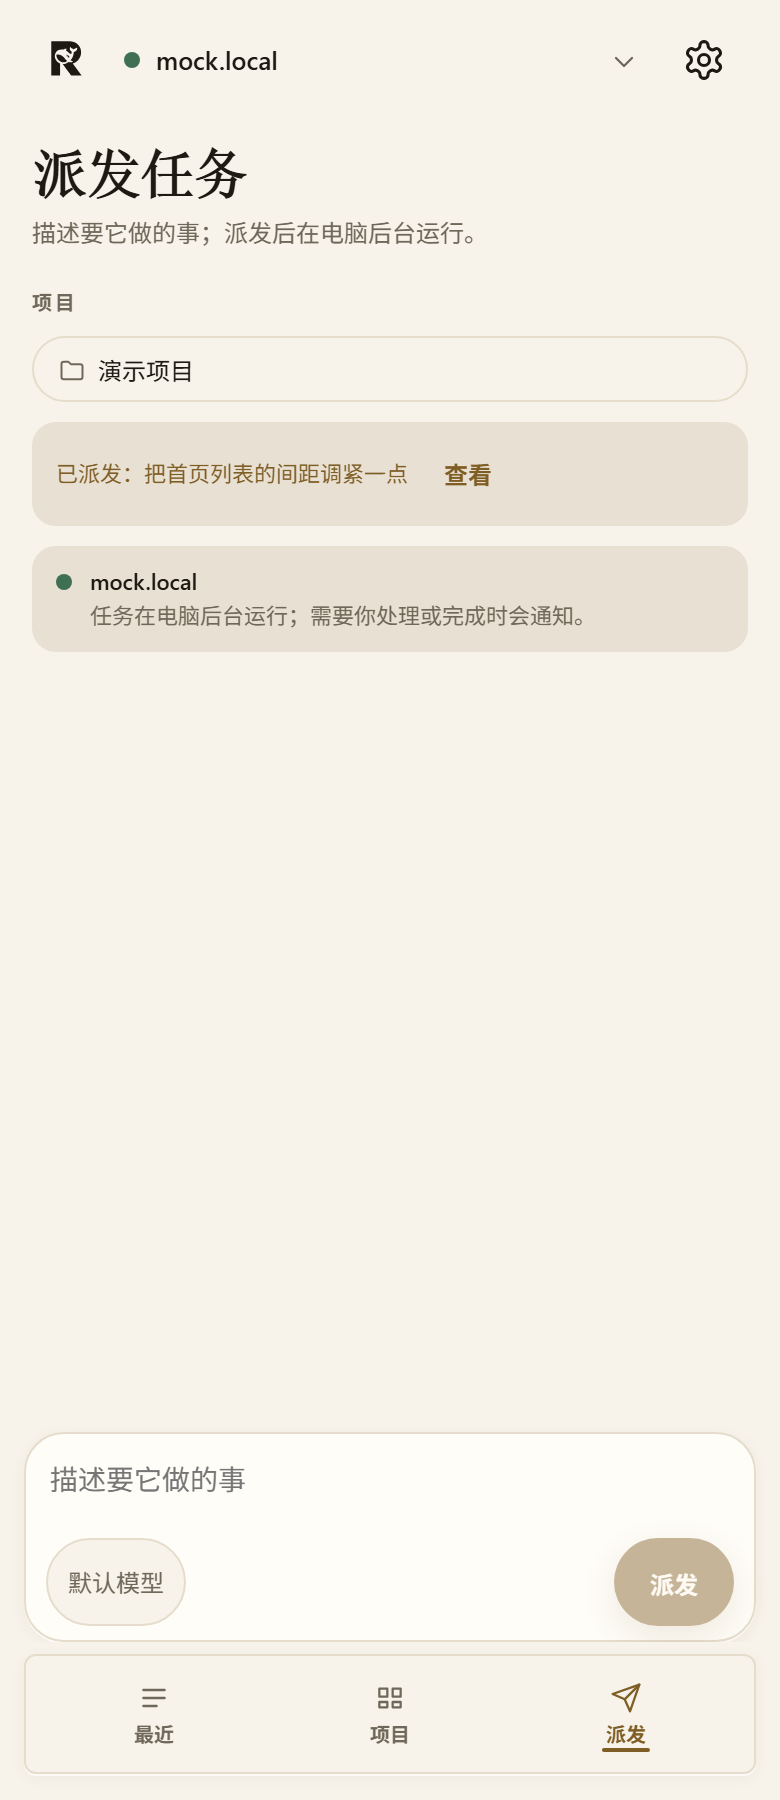 mock.local
派发任务
描述要它做的事；派发后在电脑后台运行。
项目
演示项目
已派发：把首页列表的间距调紧一点 查看
mock.local
任务在电脑后台运行；需要你处理或完成时会通知。
描述要它做的事
默认模型 派发
最近 项目 派发